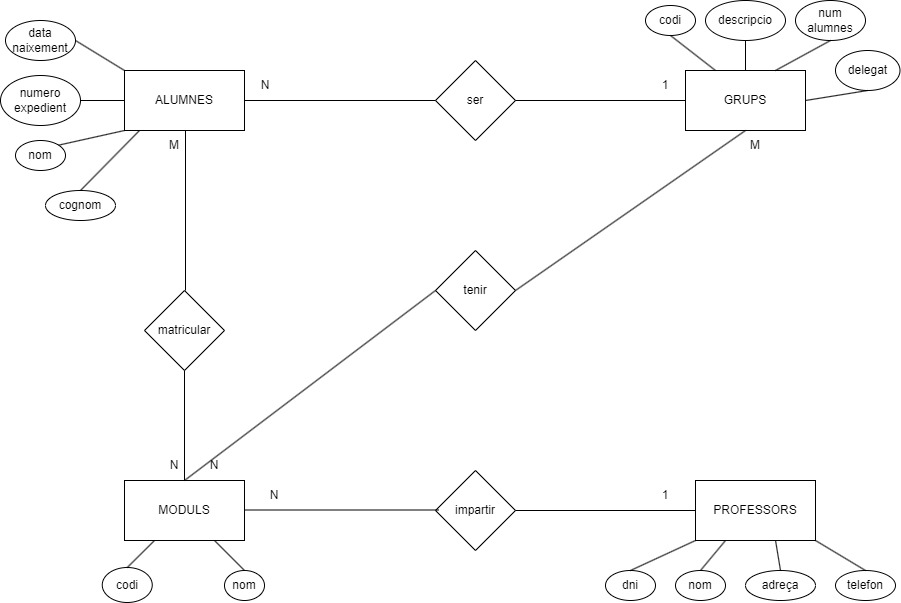 data
naixement
numero
expedient
nom
cognom
ALUMNES
N
ser
1
codi
descripcio
num
alumnes
delegat
GRUPS
M
M
tenir
matricular
N
N
MODULS
N
impartir
1
PROFESSORS
codi
nom
dni
nom
adreça
telefon